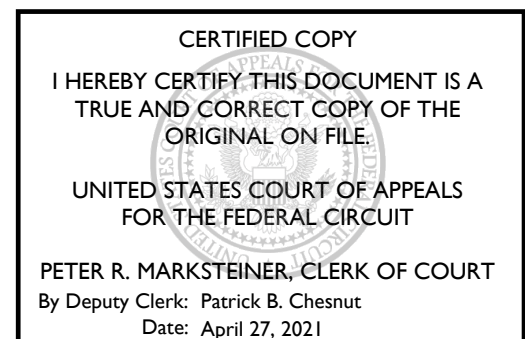 CERTIFIED COPY
I HEREBY CERTIFY THIS DOCUMENT IS A
TRUE AND CORRECT COPY OF THE
ORIGINAL ON FILE.
UNITED STATES COURT OF APPEALS
FOR THE FEDERAL CIRCUIT
PETER R. MARKSTEINER, CLERK OF COURT
By Deputy Clerk: Patrick B. Chesnut
Date: April 27, 2021